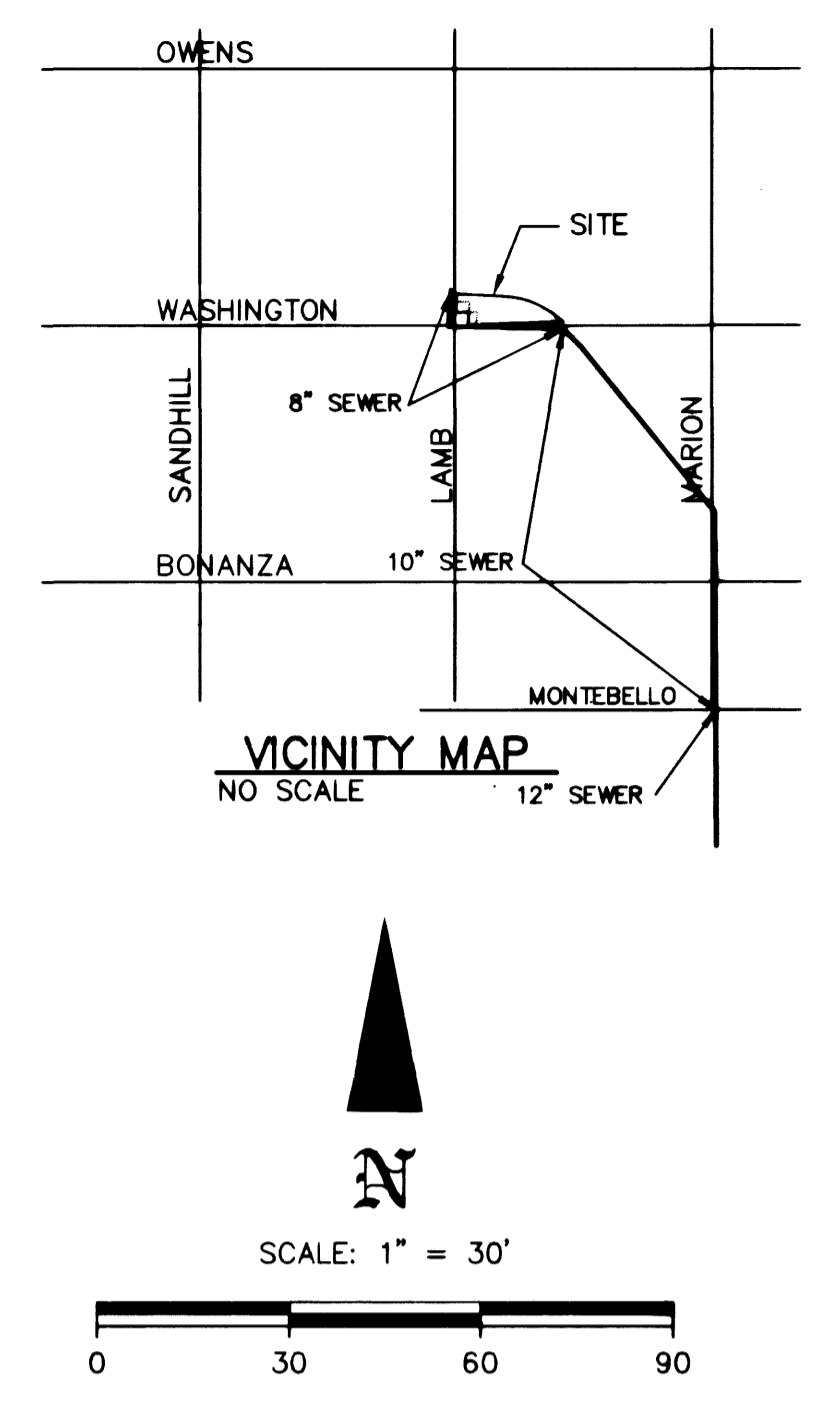 OWENS
SITE
WASHINGTON
SANDHILL
8" SEWER
LAMB
MARION
BONANZA
10" SEWER
MONTEBELLO
VICINITY MAP
NO SCALE
12" SEWER
N
SCALE: 1" = 30'
0 30 60 90